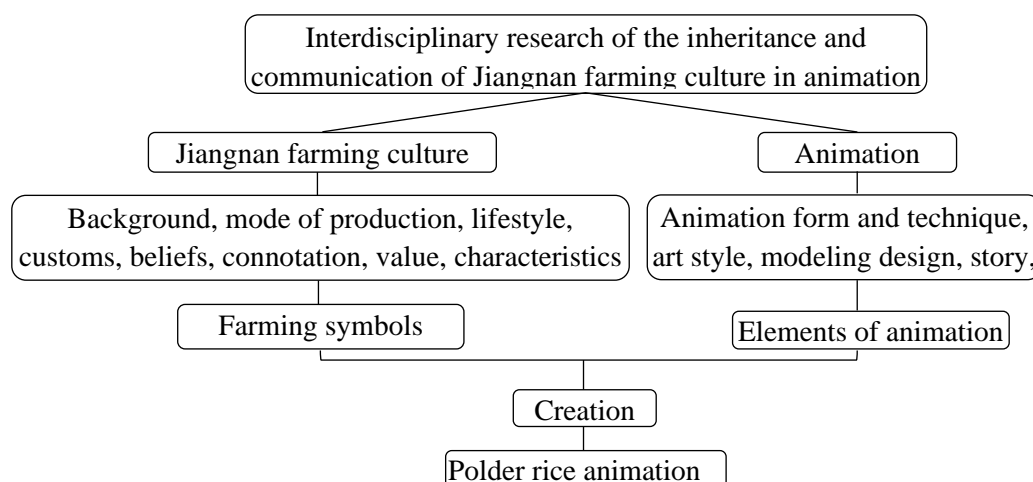 Interdisciplinary research of the inheritance and
communication of Jiangnan farming culture in animation
Jiangnan farming culture
Animation
Background, mode of production, lifestyle,
customs, beliefs, connotation, value, characteristics
Animation form and technique,
art style, modeling design, story,
Farming symbols
Elements of animation
Creation
Polder rice animation